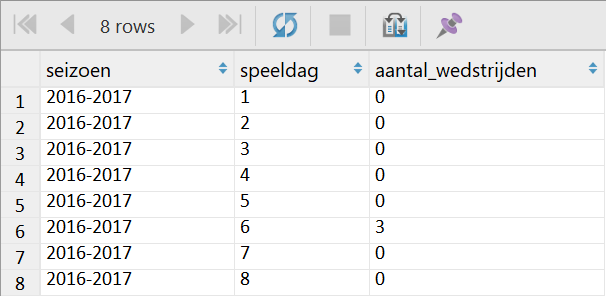 8 rows
seizoen speeldag aantal_wedstrijden
1 2016-2017 1 0
2 2016-2017 2 0
3 2016-2017 3 0
4 2016-2017 4 0
5 2016-2017 5 0
6 2016-2017 6 3
7 2016-2017 7 0
8 2016-2017 8 0